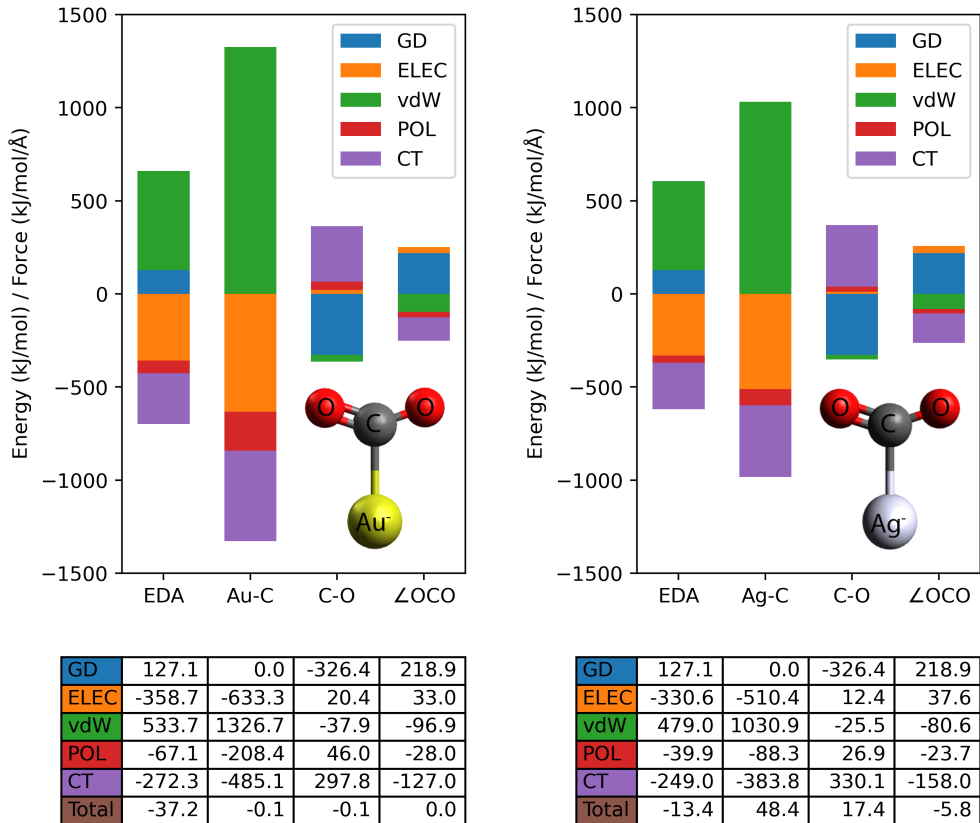 Energy (kJ/mol) / Force (kJ/mol/Å)
1500
1000
500
0
−500
−1000
−1500
GD
ELEC
vdW
POL
CT
O C O
Au-
EDA Au-C C-O ∠OCO
GD 127.1 0.0 -326.4 218.9
ELEC -358.7 -633.3 20.4 33.0
vdW 533.7 1326.7 -37.9 -96.9
POL -67.1 -208.4 46.0 -28.0
CT -272.3 -485.1 297.8 -127.0
Total -37.2 -0.1 -0.1 0.0
Energy (kJ/mol) / Force (kJ/mol/Å)
1500
1000
500
0
−500
−1000
−1500
GD
ELEC
vdW
POL
CT
O C O
Ag-
EDA Ag-C C-O ∠OCO
GD 127.1 0.0 -326.4 218.9
ELEC -330.6 -510.4 12.4 37.6
vdW 479.0 1030.9 -25.5 -80.6
POL -39.9 -88.3 26.9 -23.7
CT -249.0 -383.8 330.1 -158.0
Total -13.4 48.4 17.4 -5.8